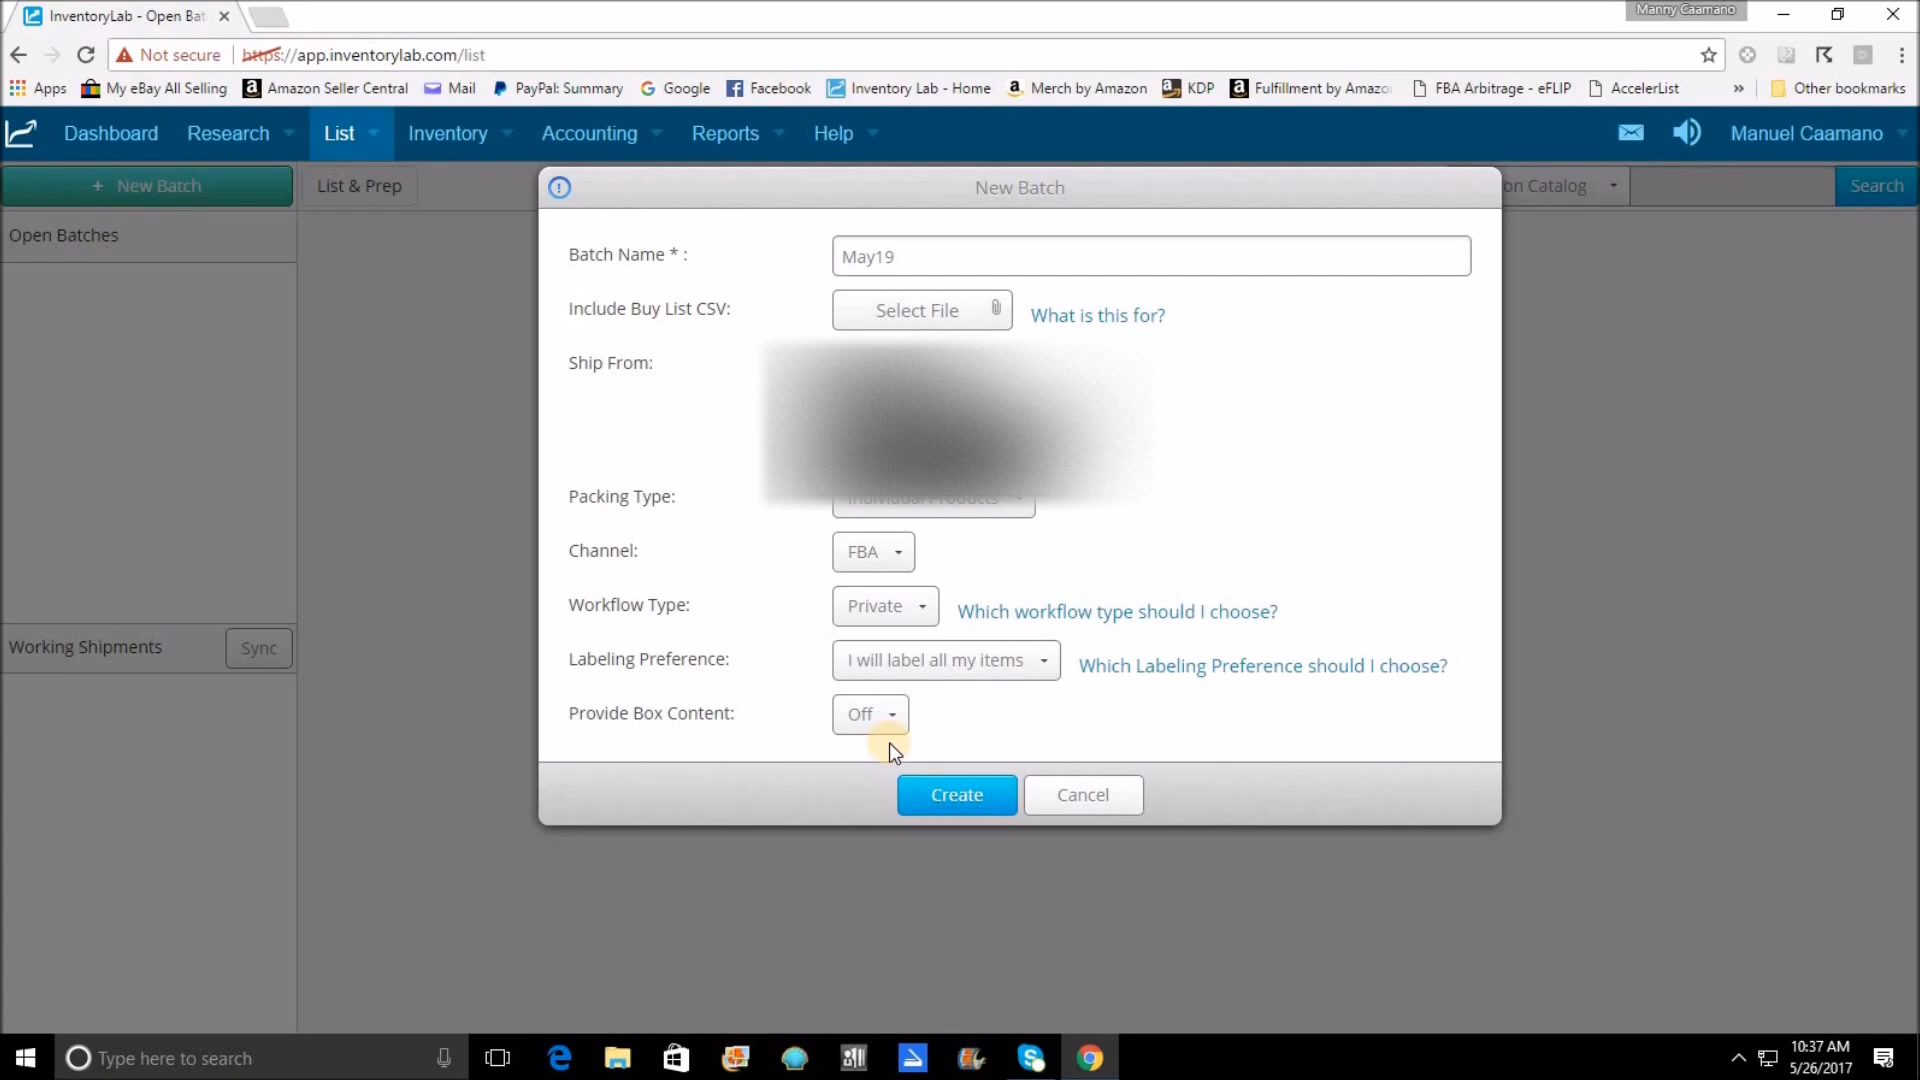 InventoryLab - Open Bat
Manny Caamano
Not secure
https://app.inventorylab.com/list
Apps
My eBay All Selling
Amazon Seller Central
Mail
PayPal: Summary
Google
Facebook
Inventory Lab - Home
Merch by Amazon
KDP
Fulfillment by Amazo
FBA Arbitrage - eFLIP
AccelerList
»
Other bookmarks
Dashboard
Research
List
Inventory
Accounting
Reports
Help
Manuel Caamano
+ New Batch
List & Prep
New Batch
on Catalog
Search
Open Batches
Batch Name * :
May19
Include Buy List CSV:
Select File
What is this for?
Ship From:
Packing Type:
Individual Products
Channel:
FBA
Workflow Type:
Private
Which workflow type should I choose?
Working Shipments
Sync
Labeling Preference:
I will label all my items
Which Labeling Preference should I choose?
Provide Box Content:
Off
Create
Cancel
Type here to search
10:37 AM
5/26/2017